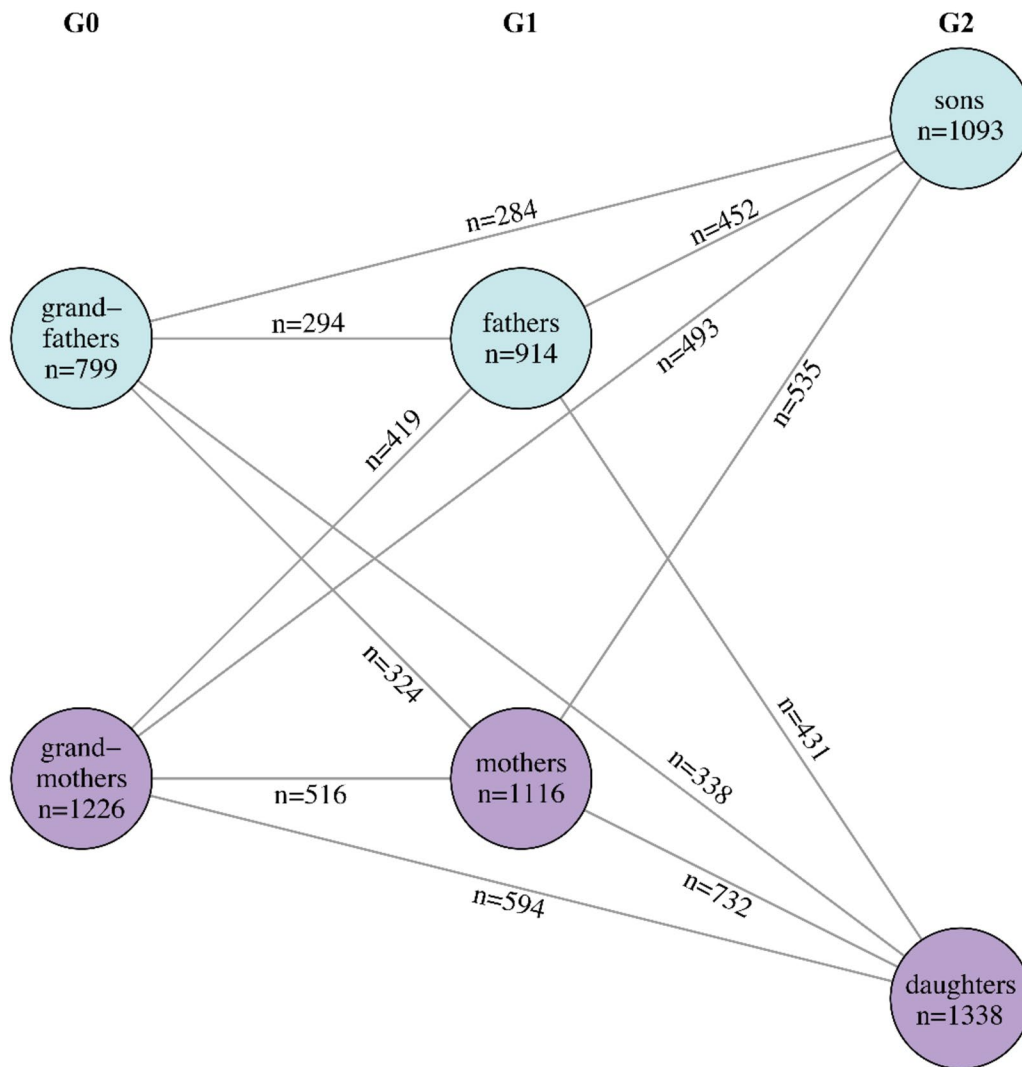 G0 G1 G2
sons
n=1093
n=284
n=452
grand−
fathers
n=799
n=294
fathers
n=914
n=493
n=535
n=419
n=324
n=431
grand−
mothers
n=1226
n=516
mothers
n=1116
n=338
n=594
n=732
daughters
n=1338